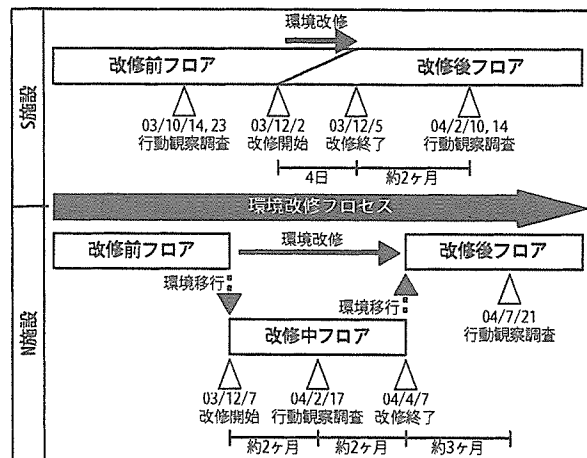 S施設
環境改修
改修前フロア
改修後フロア
03/10/14, 23
行動観察調査
03/12/2
改修開始
03/12/5
改修終了
04/2/10, 14
行動観察調査
4日
約2ヶ月
環境改修プロセス
N施設
改修前フロア
環境改修
改修後フロア
環境移行
環境移行
改修中フロア
04/7/21
行動観察調査
03/12/7
改修開始
04/2/17
行動観察調査
04/4/7
改修終了
約2ヶ月
約2ヶ月
約3ヶ月